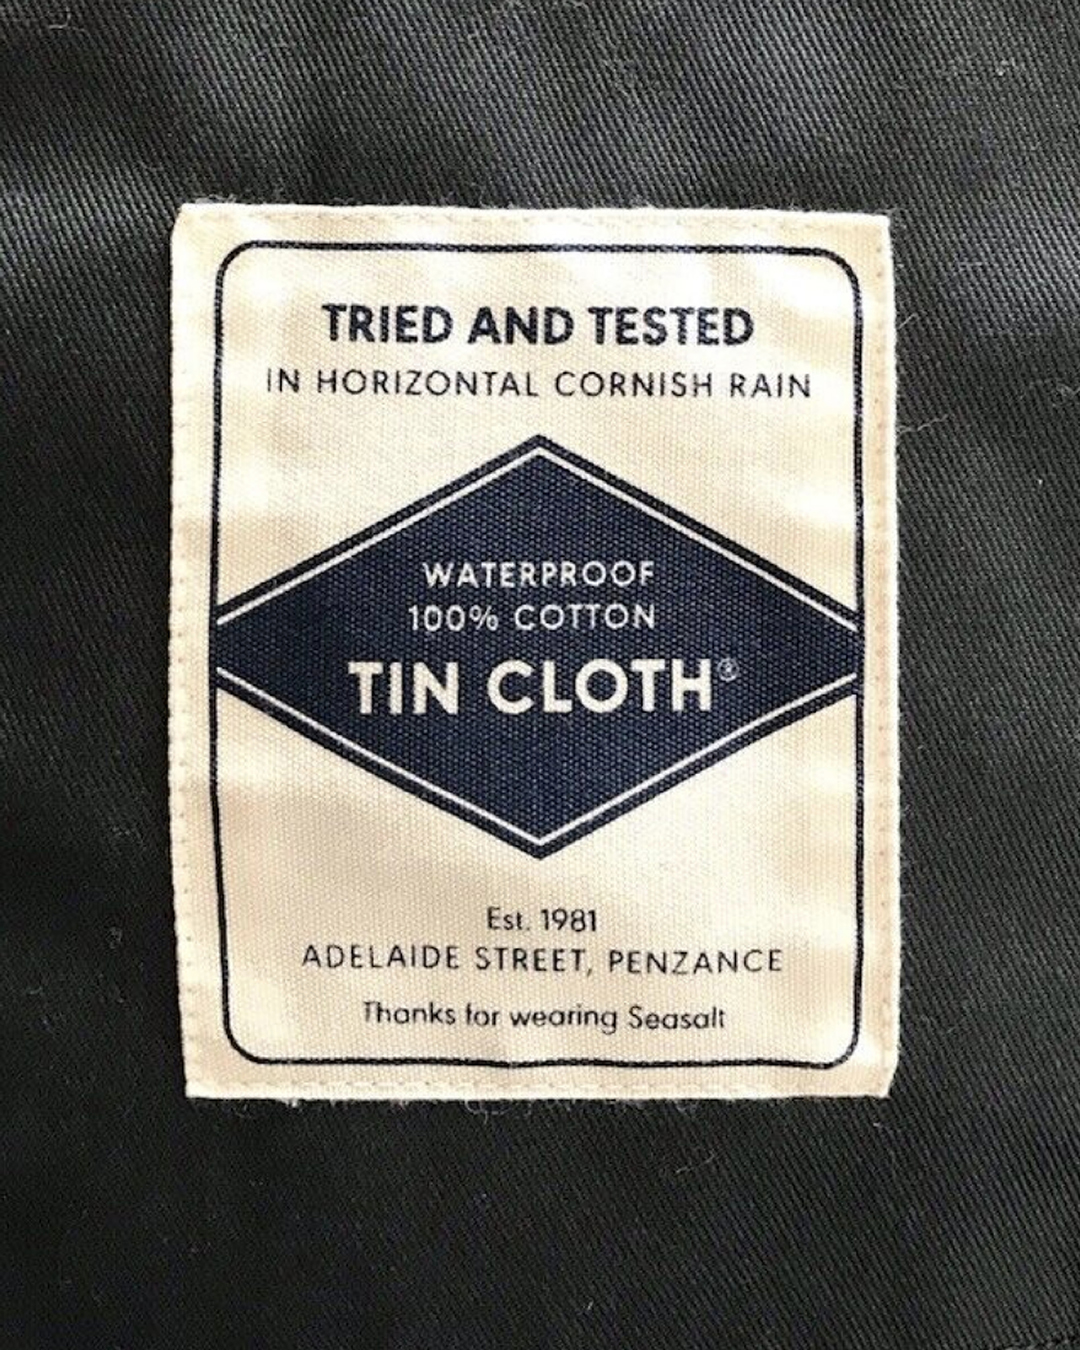 TRIED AND TESTED
IN HORIZONTAL CORNISH RAIN
WATERPROOF
100% COTTON
TIN CLOTH®
Est. 1981
ADELAIDE STREET, PENZANCE
Thanks for wearing Seasalt